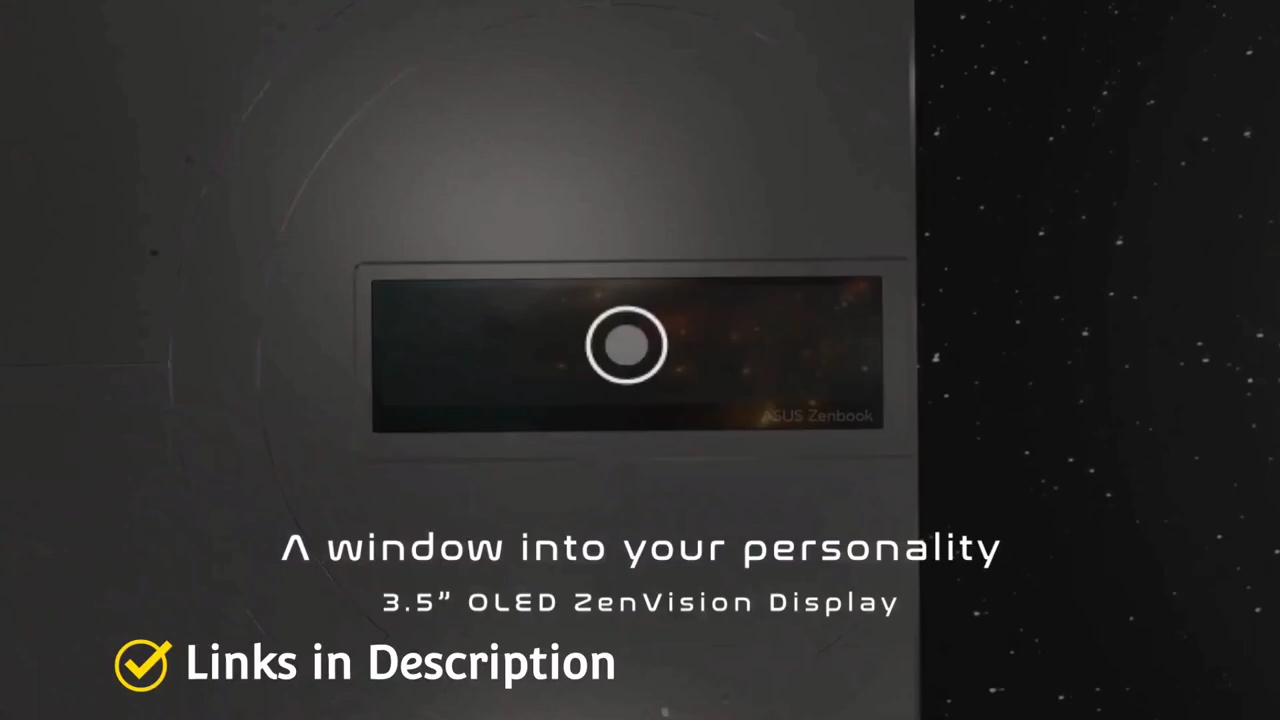 ASUS Zenbook
A window into your personality
3.5” OLED ZenVision Display
Links in Description